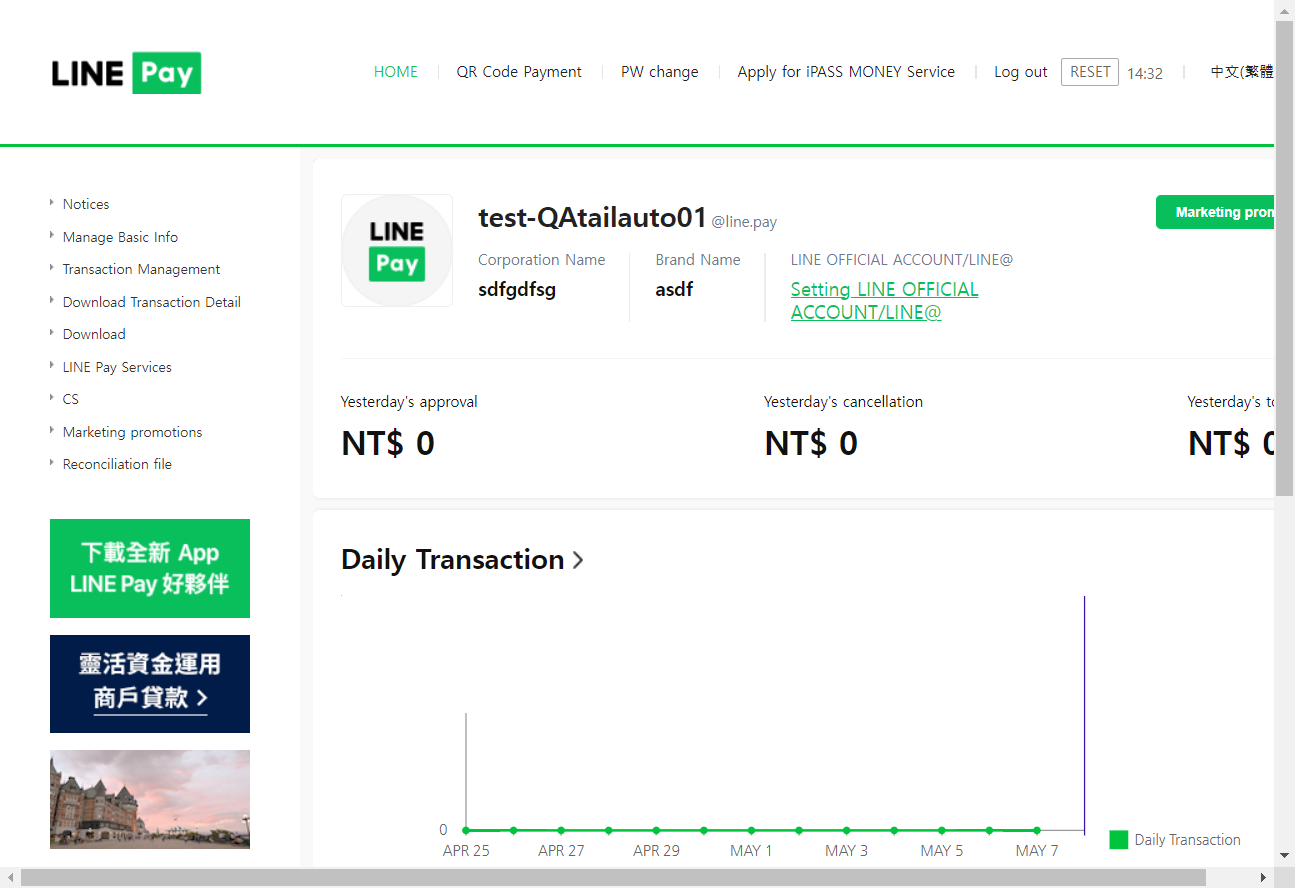 LINE Pay
HOME
QR Code Payment
PW change
Apply for iPASS MONEY Service
Log out
RESET
14:32
中文(繁體
Notices
Manage Basic Info
Transaction Management
Download Transaction Detail
Download
LINE Pay Services
CS
Marketing promotions
Reconciliation file
下載全新 App
LINE Pay 好夥伴
靈活資金運用
商戶貸款 >
LINE
Pay
test-QAtailauto01 @line.pay
Marketing pro
Corporation Name
sdfgdfsg
Brand Name
asdf
LINE OFFICIAL ACCOUNT/LINE@
Setting LINE OFFICIAL
ACCOUNT/LINE@
Yesterday's approval
NT$ 0
Yesterday's cancellation
NT$ 0
Yesterday's to
NT$ 0
Daily Transaction >
0
APR 25
APR 27
APR 29
MAY 1
MAY 3
MAY 5
MAY 7
Daily Transaction